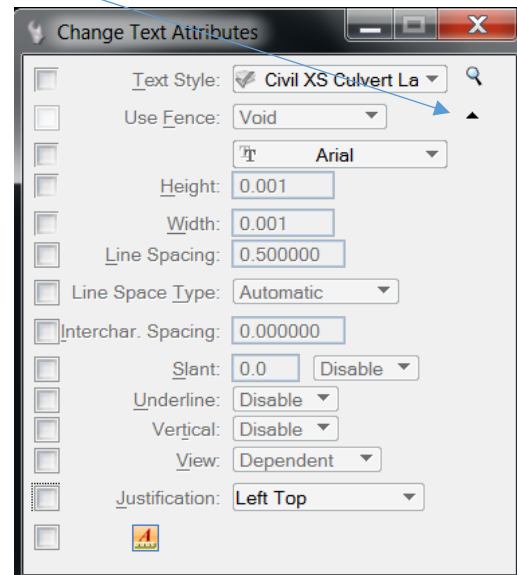 Change Text Attributes
Text Style: Civil XS Culvert La
Use Fence: Void
Arial
Height: 0.001
Width: 0.001
Line Spacing: 0.500000
Line Space Type: Automatic
Interchar. Spacing: 0.000000
Slant: 0.0 Disable
Underline: Disable
Vertical: Disable
View: Dependent
Justification: Left Top
A